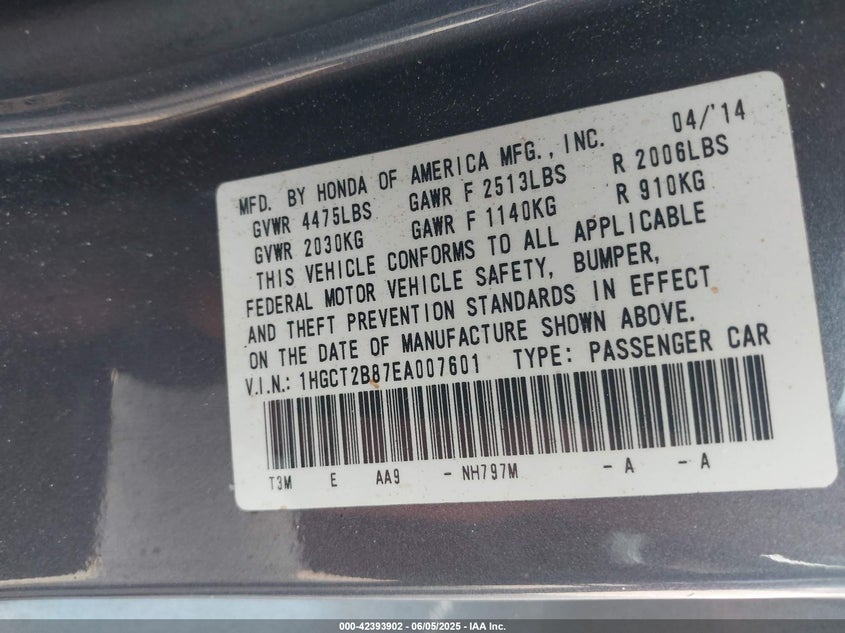 MFD. BY HONDA OF AMERICA MFG., INC. 04/'14
GVWR 4475LBS GAWR F 2513LBS R 2006LBS
GVWR 2030KG GAWR F 1140KG R 910KG
THIS VEHICLE CONFORMS TO ALL APPLICABLE
FEDERAL MOTOR VEHICLE SAFETY, BUMPER,
AND THEFT PREVENTION STANDARDS IN EFFECT
ON THE DATE OF MANUFACTURE SHOWN ABOVE.
V.I.N.: 1HGCT2B87EA007601 TYPE: PASSENGER CAR
T3M E AA9 - NH797M - A - A
000-42393902 - 06/05/2025 - IAA Inc.